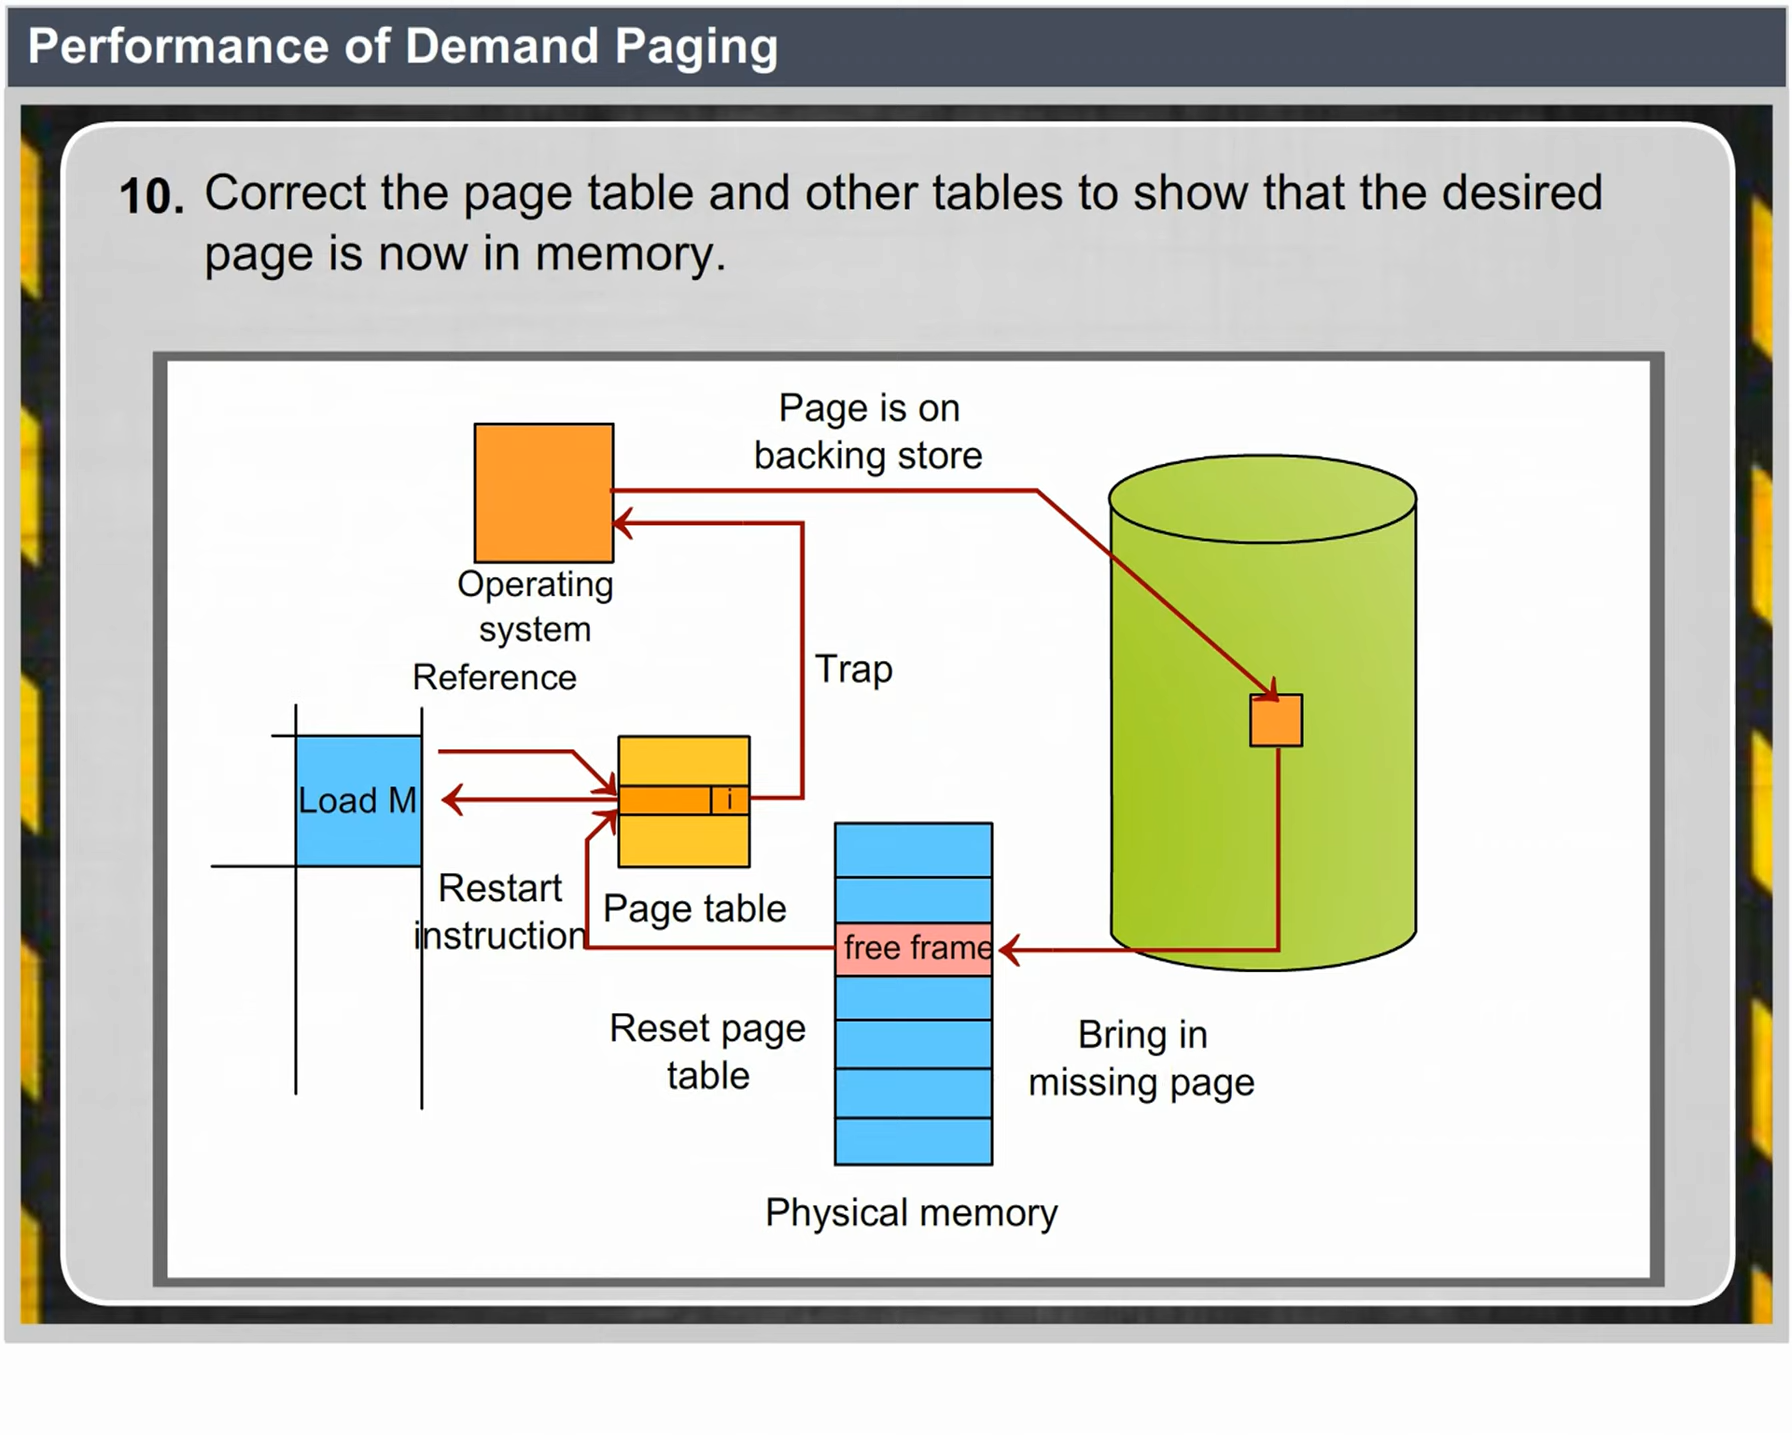 Performance of Demand Paging
10. Correct the page table and other tables to show that the desired
page is now in memory.
Page is on
backing store
Operating
system
Reference
Trap
Load M
i
Restart
instruction
Page table
free frame
Reset page
table
Bring in
missing page
Physical memory